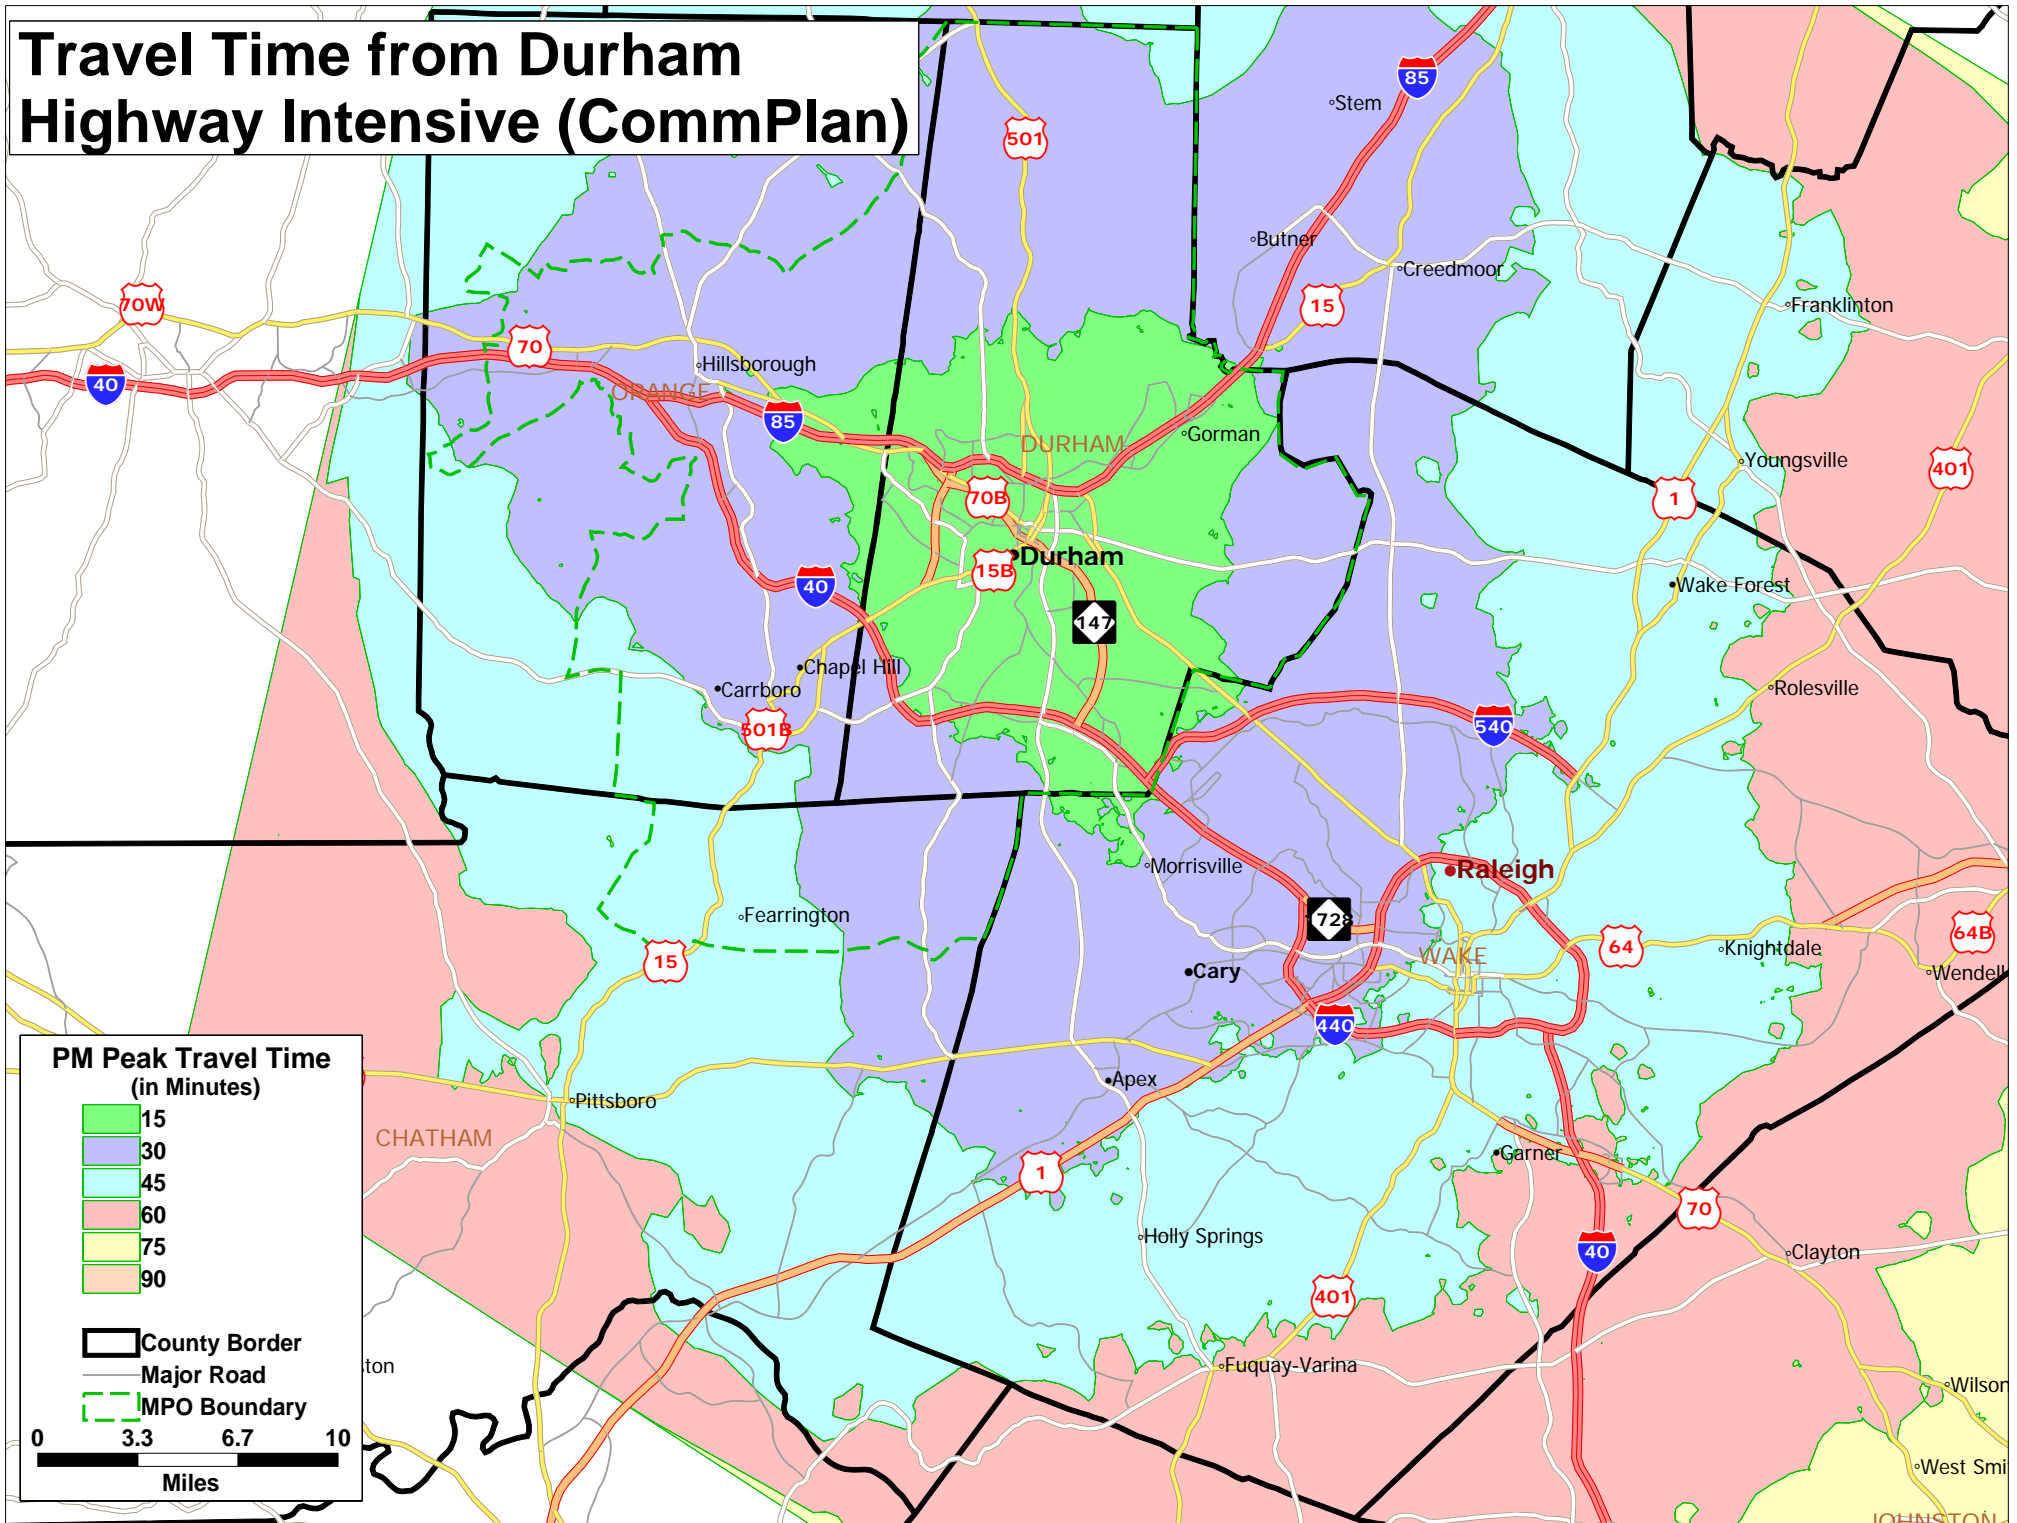 Travel Time from Durham
Highway Intensive (CommPlan)
85
Stem
501
Butner
Creedmoor
15
Franklinton
70W
70
40
Hillsborough
ORANGE
85
DURHAM
Gorman
Youngsville
401
70B
1
Durham
15B
40
Wake Forest
147
Chapel Hill
Carrboro
Rolesville
501B
540
Morrisville
Raleigh
Fearrington
728
15
WAKE
64
Knightdale
64B
Cary
Wendell
440
PM Peak Travel Time
(in Minutes)
15
30
45
60
75
90
County Border
Major Road
MPO Boundary
0 3.3 6.7 10
Miles
Apex
Pittsboro
CHATHAM
1
Garner
70
Holly Springs
40
Clayton
401
ston
Fuquay-Varina
Wilson
West Smi
JOHNSTON